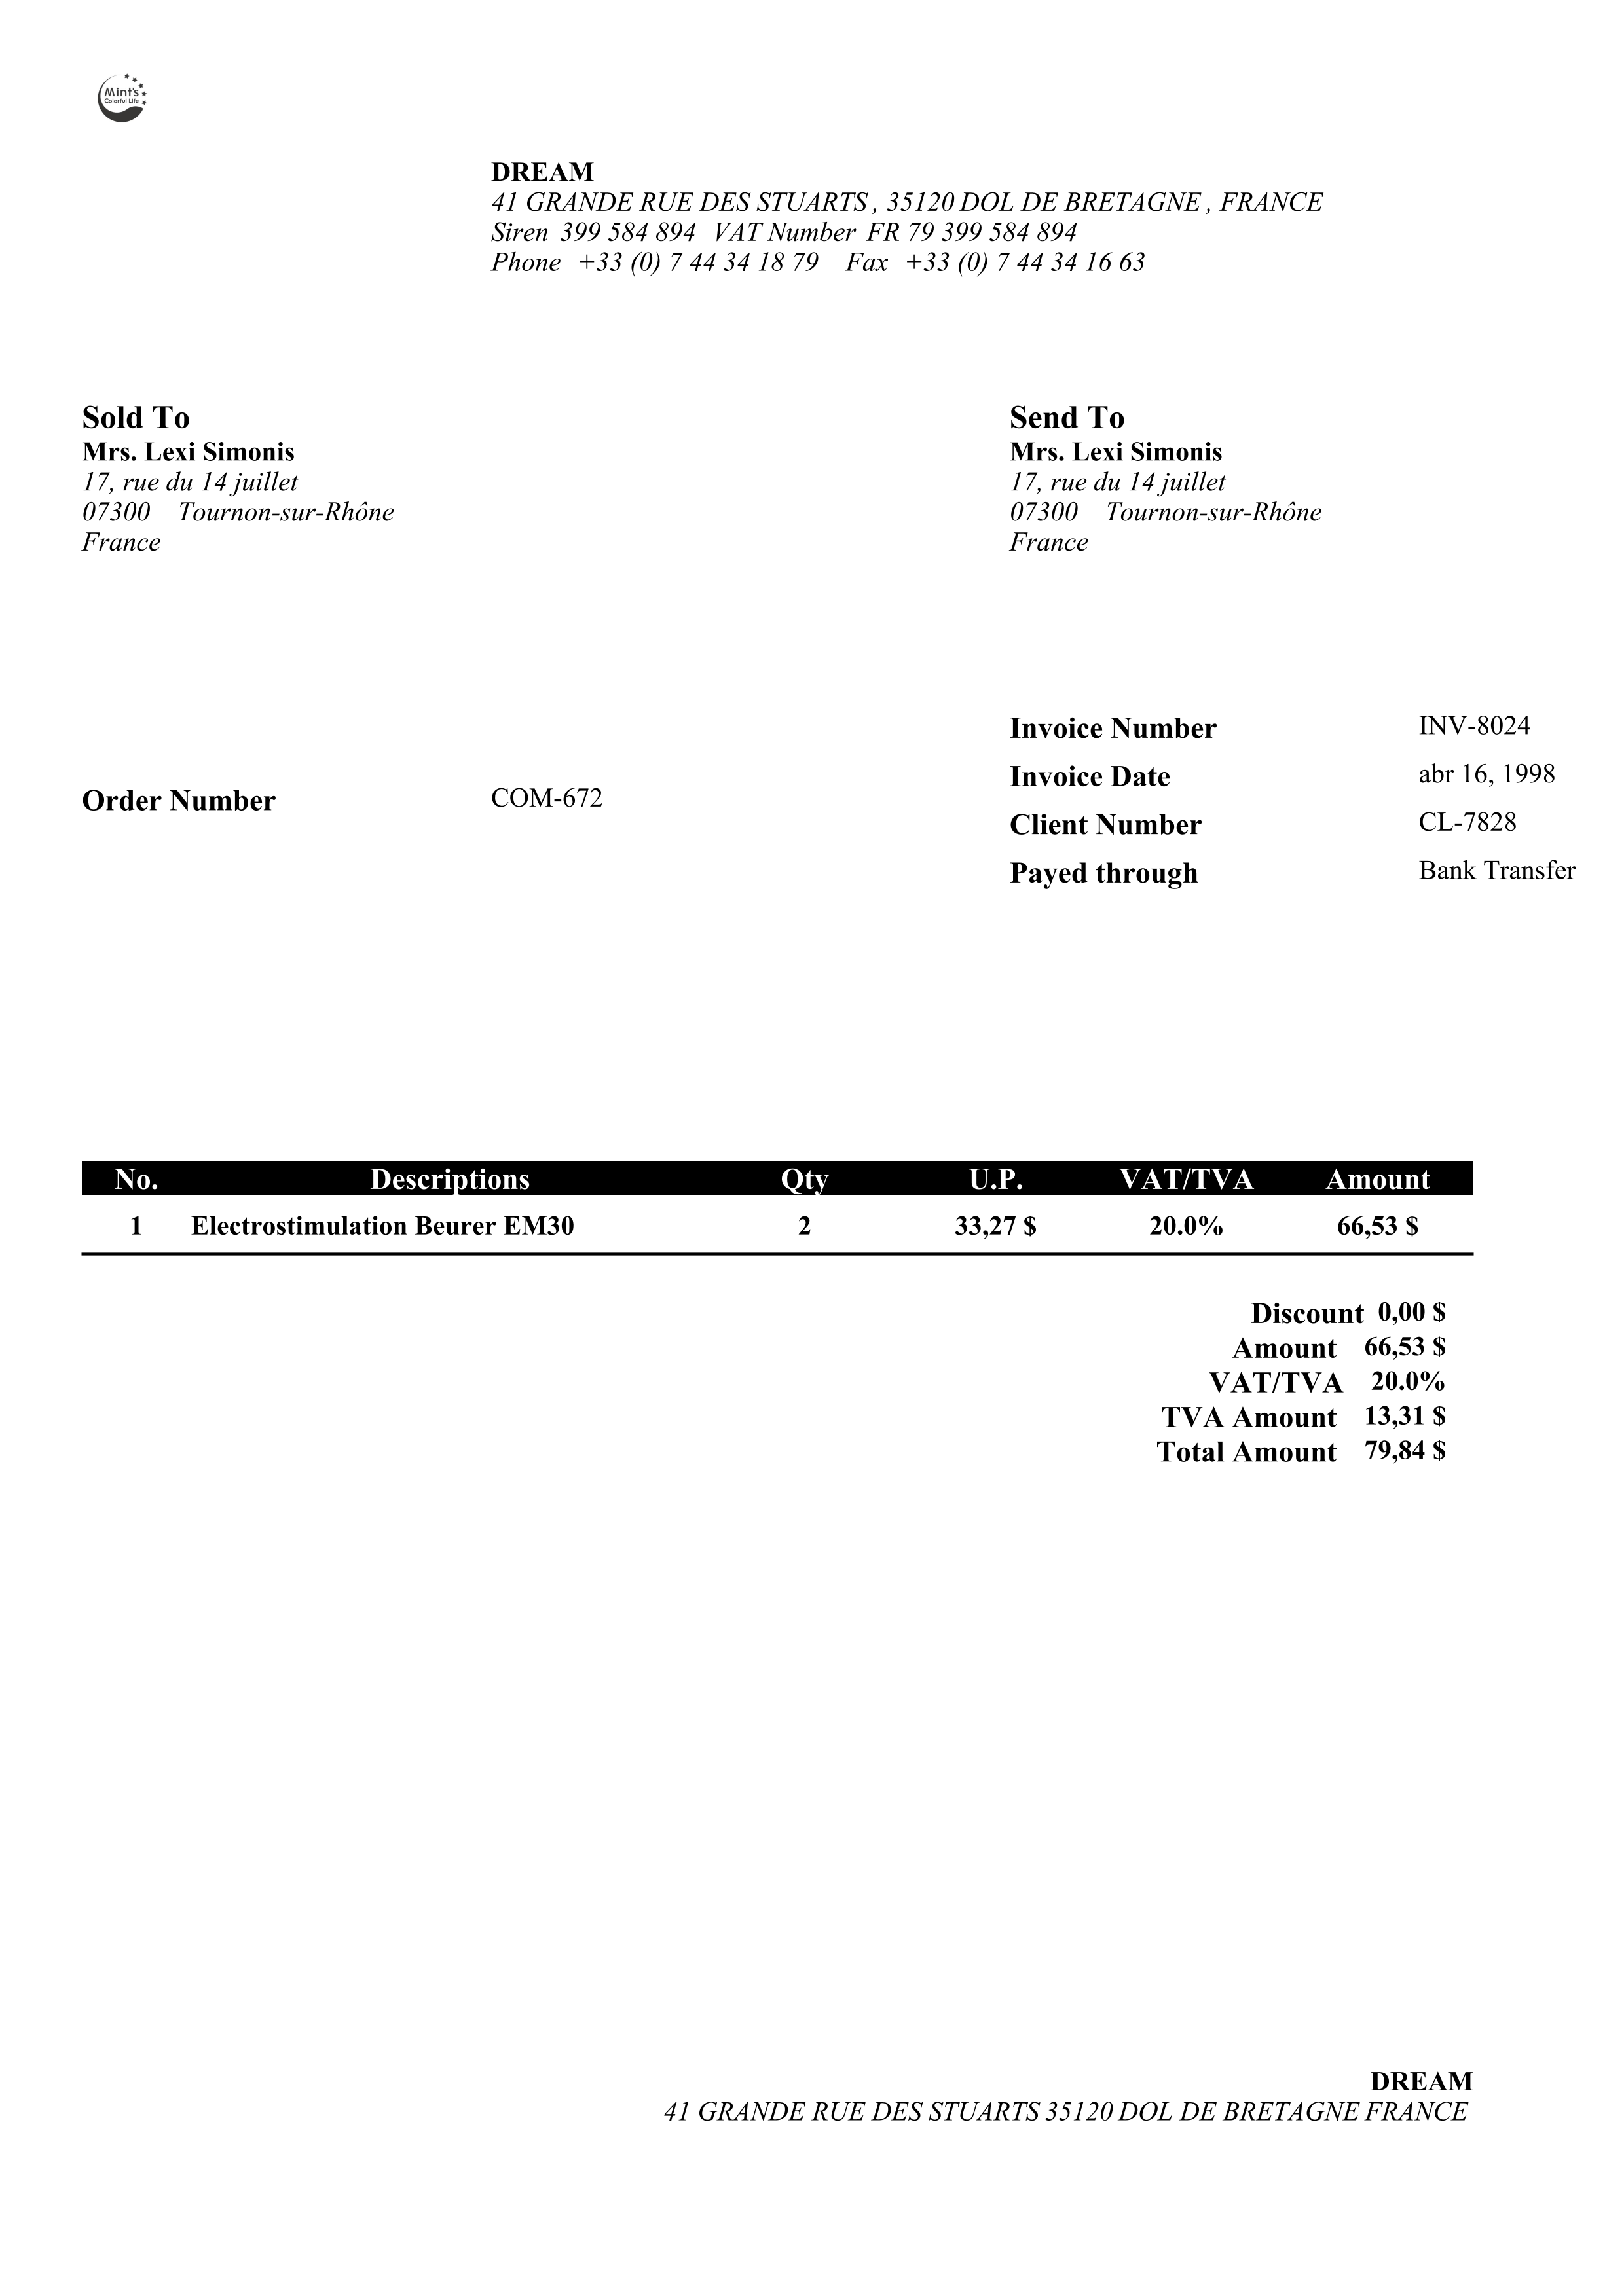 Mint's
Colorful Life
DREAM
41 GRANDE RUE DES STUARTS , 35120 DOL DE BRETAGNE , FRANCE
Siren 399 584 894 VAT Number FR 79 399 584 894
Phone +33 (0) 7 44 34 18 79 Fax +33 (0) 7 44 34 16 63
Sold To
Mrs. Lexi Simonis
17, rue du 14 juillet
07300 Tournon-sur-Rhône
France
Send To
Mrs. Lexi Simonis
17, rue du 14 juillet
07300 Tournon-sur-Rhône
France
Order Number COM-672
Invoice Number INV-8024
Invoice Date abr 16, 1998
Client Number CL-7828
Payed through Bank Transfer
No. Descriptions Qty U.P. VAT/TVA Amount
1 Electrostimulation Beurer EM30 2 33,27 $ 20.0% 66,53 $
Discount 0,00 $
Amount 66,53 $
VAT/TVA 20.0%
TVA Amount 13,31 $
Total Amount 79,84 $
DREAM
41 GRANDE RUE DES STUARTS 35120 DOL DE BRETAGNE FRANCE